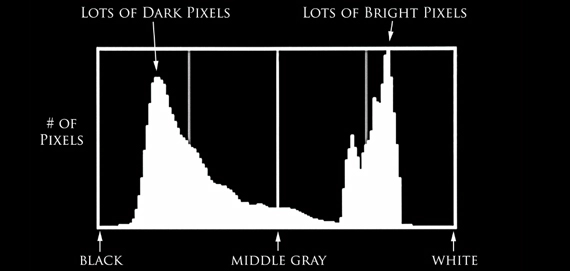 Lots of Dark Pixels
Lots of Bright Pixels
# of
Pixels
black
middle gray
white